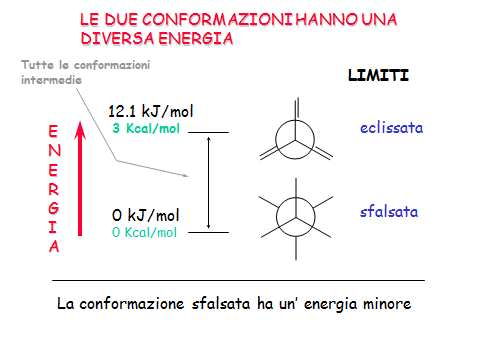 LE DUE CONFORMAZIONI HANNO UNA
DIVERSA ENERGIA
Tutte le conformazioni
intermedie
LIMITI
12.1 kJ/mol
3 Kcal/mol
eclissata
ENERGIA
0 kJ/mol
0 Kcal/mol
sfalsata
La conformazione sfalsata ha un' energia minore